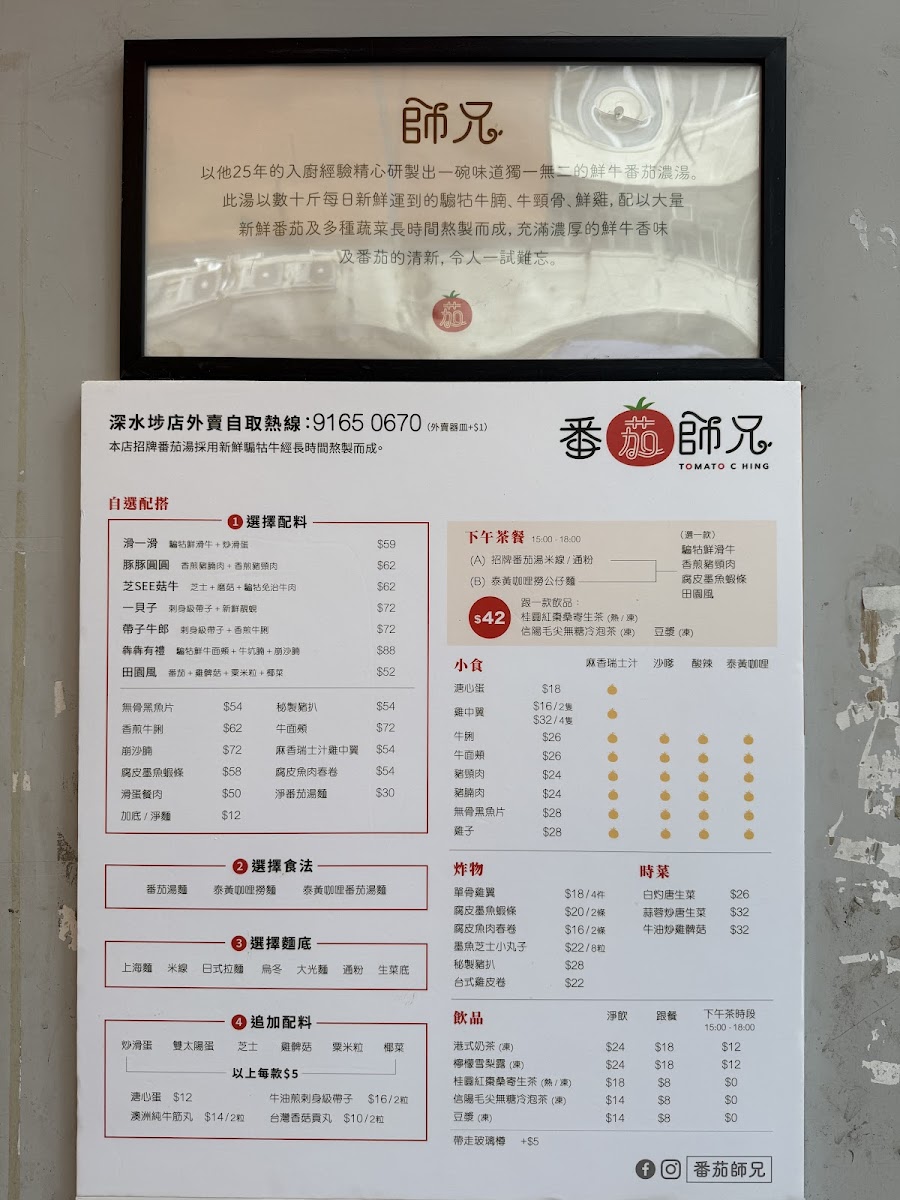 師兄
以他25年的入廚經驗精心研製出一碗味道獨一無二的鮮牛番茄濃湯。
此湯以數十斤每日新鮮運到的騸牯牛腩、牛頸骨、鮮雞，配以大量
新鮮番茄及多種蔬菜長時間熬製而成，充滿濃厚的鮮牛香味
及番茄的清新，令人一試難忘。
茄
深水埗店外賣自取熱線：9165 0670 (外賣器皿+$1)
本店招牌番茄湯採用新鮮騸牯牛經長時間熬製而成。
番茄師兄
TOMATO C HING
自選配搭
1 選擇配料
滑一滑 騸牯鮮滑牛 + 炒滑蛋 $59
豚豚圓圓 香煎豬腩肉 + 香煎豬頸肉 $62
芝SEE菇牛 芝士 + 磨菇 + 騸牯免治牛肉 $62
一貝子 刺身級帶子 + 新鮮靚蜆 $72
帶子牛郎 刺身級帶子 + 香煎牛脷 $72
犇犇有禮 騸牯鮮牛面頰 + 牛坑腩 + 崩沙腩 $88
田園風 番茄 + 雞髀菇 + 粟米粒 + 椰菜 $52
無骨黑魚片 $54 秘製豬扒 $54
香煎牛脷 $62 牛面頰 $72
崩沙腩 $72 麻香瑞士汁雞中翼 $54
腐皮墨魚蝦條 $58 腐皮魚肉春卷 $54
滑蛋餐肉 $50 淨番茄湯麵 $30
加底 / 淨麵 $12
2 選擇食法
番茄湯麵 泰黃咖哩撈麵 泰黃咖哩番茄湯麵
3 選擇麵底
上海麵 米線 日式拉麵 烏冬 大光麵 通粉 生菜底
4 追加配料
炒滑蛋 雙太陽蛋 芝士 雞髀菇 粟米粒 椰菜
以上每款$5
溏心蛋 $12 牛油煎刺身級帶子 $16 / 2粒
澳洲純牛筋丸 $14 / 2粒 台灣香菇貢丸 $10 / 2粒
下午茶餐 15:00 - 18:00
(A) 招牌番茄湯米線 / 通粉
(B) 泰黃咖哩撈公仔麵
(選一款)
騸牯鮮滑牛
香煎豬頸肉
腐皮墨魚蝦條
田園風
$42
跟一款飲品：
桂圓紅棗桑寄生茶 (熱 / 凍)
信陽毛尖無糖冷泡茶 (凍) 豆漿 (凍)
小食 麻香瑞士汁 沙嗲 酸辣 泰黃咖哩
溏心蛋 $18
雞中翼 $16 / 2隻
$32 / 4隻
牛脷 $26
牛面頰 $26
豬頸肉 $24
豬腩肉 $24
無骨黑魚片 $28
雞子 $28
炸物
單骨雞翼 $18 / 4件
腐皮墨魚蝦條 $20 / 2條
腐皮魚肉春卷 $16 / 2條
墨魚芝士小丸子 $22 / 8粒
秘製豬扒 $28
台式雞皮卷 $22
時菜
白灼唐生菜 $26
蒜蓉炒唐生菜 $32
牛油炒雞髀菇 $32
飲品 淨飲 跟餐 下午茶時段
15:00 - 18:00
港式奶茶 (凍) $24 $18 $12
檸檬雪梨露 (凍) $24 $18 $12
桂圓紅棗桑寄生茶 (熱 / 凍) $18 $8 $0
信陽毛尖無糖冷泡茶 (凍) $14 $8 $0
豆漿 (凍) $14 $8 $0
帶走玻璃樽 +$5
番茄師兄